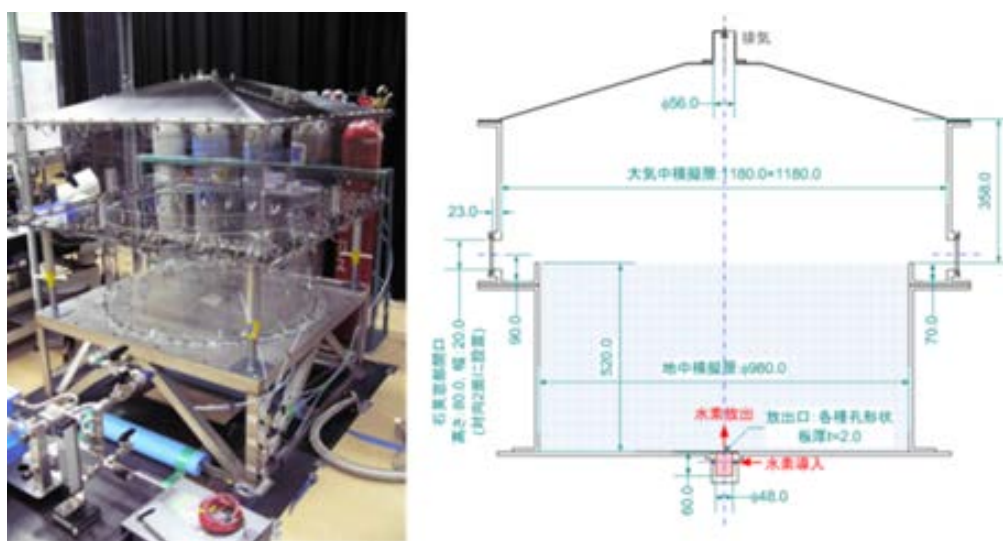 排気
φ56.0
大気中模擬層:1180.0×1180.0
358.0
23.0
90.0
石英窓部開口
高さ:80.0, 幅:20.0
(対向2面に設置)
520.0
70.0
地中模擬層:φ960.0
水素放出
放出口:各種孔形状
板厚t=2.0
水素導入
60.0
φ48.0